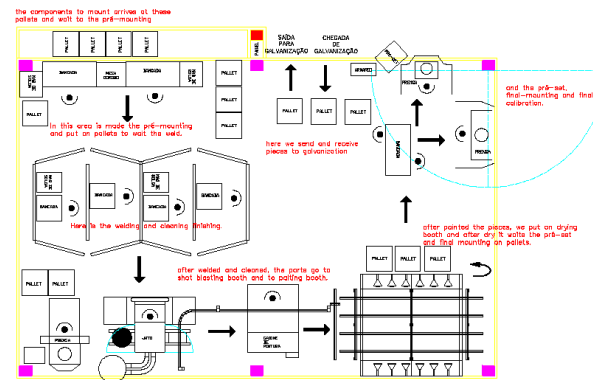 the components to mount arrives at these
pallets and wait to the pré-mounting
SAÍDA
PARA
GALVANIZAÇÃO
CHEGADA
DE
GALVANIZAÇÃO
PALLET
PALLET
PALLET
PALLET
PAINEL
BANCADA
BANCADA
ARMARIO
PRENSA
PALLET
PALLET
PALLET
PALLET
PALLET
PALLET
PALLET
and the pré-set,
final-mounting and final
calibration.
In this area is made the pré-mounting
and put on pallets to wait the weld.
here we send and receive
pieces to galvanization
BANCADA
PRENSA
BANCADA
BANCADA
BANCADA
BANCADA
Here is the welding and cleaning finishing.
after painted the pieces, we put on drying
booth and after dry it waits the pré-set
and final mounting on pallets.
after welded and cleaned, the parts go to
shot blasting booth and to paiting booth.
PALLET
PALLET
PALLET
PALLET
PALLET
JATO
CABINE
DE
PINTURA